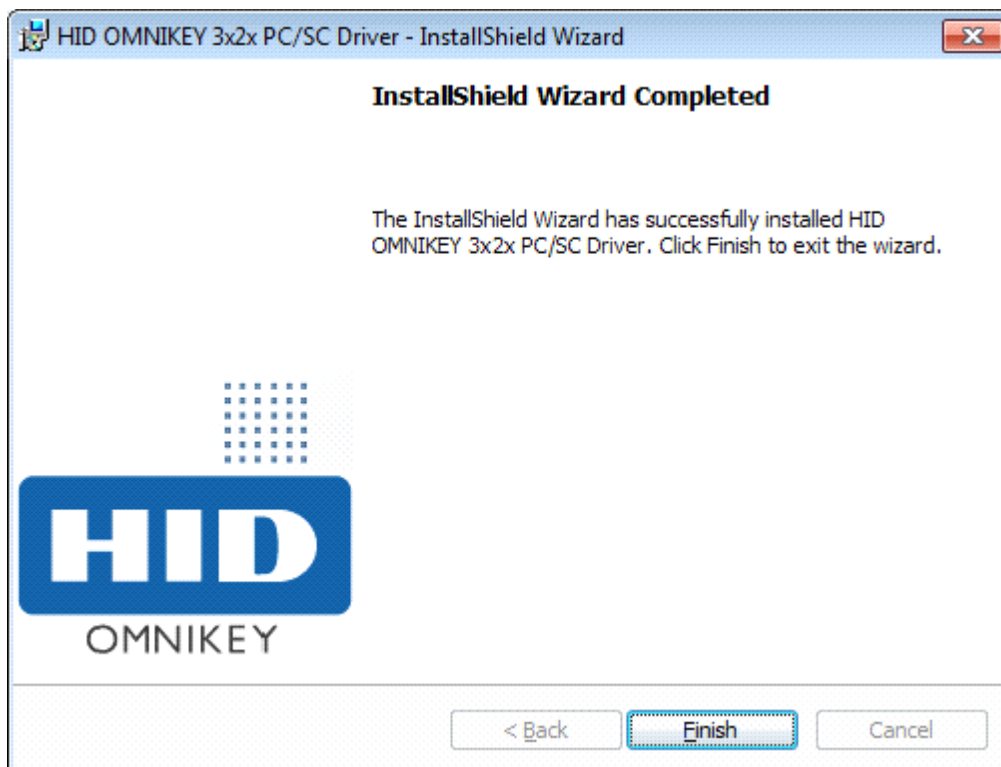 HID OMNIKEY 3x2x PC/SC Driver - InstallShield Wizard
InstallShield Wizard Completed
The InstallShield Wizard has successfully installed HID
OMNIKEY 3x2x PC/SC Driver. Click Finish to exit the wizard.
HID
OMNIKEY
< Back
Finish
Cancel